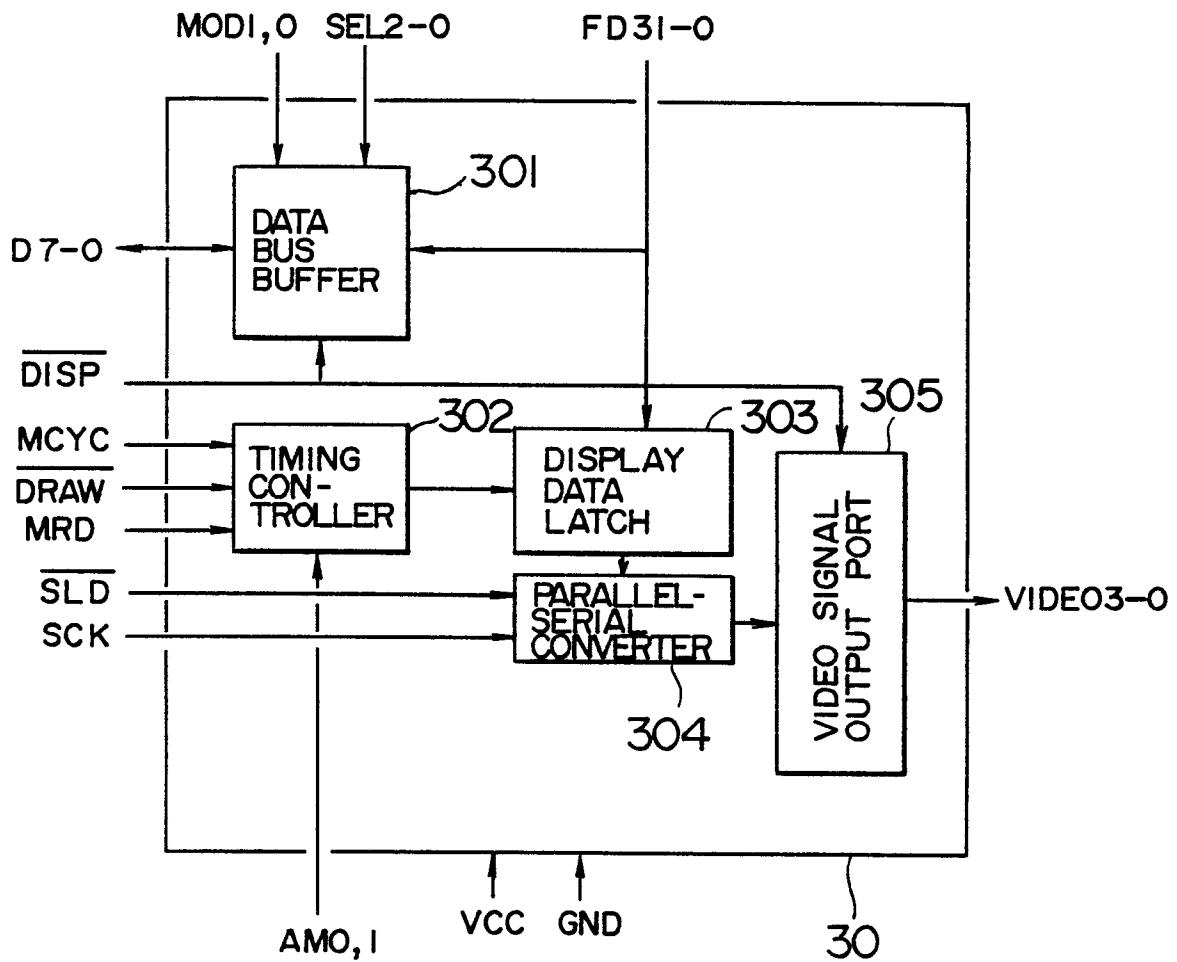 MOD1,0 SEL2-0 FD31-0
301
DATA
BUS
BUFFER
D7-0
DISP
305
302
303
MCYC
DRAW
MRD
TIMING
CON-
TROLLER
DISPLAY
DATA
LATCH
SLD
SCK
PARALLEL-
SERIAL
CONVERTER
VIDEO SIGNAL
OUTPUT PORT
VIDEO3-0
304
VCC GND
AM0,1
30